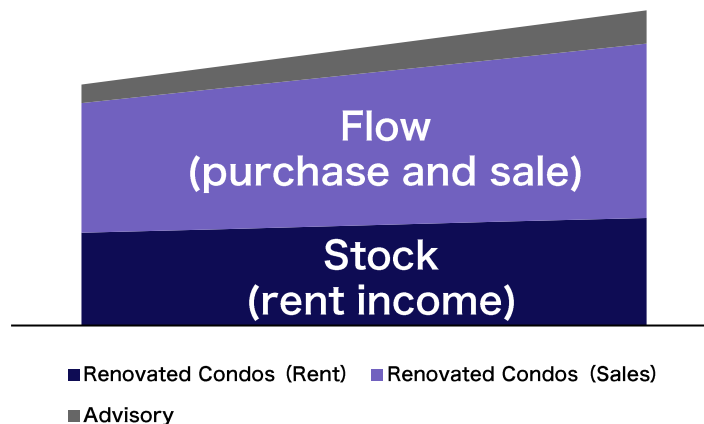 Flow
(purchase and sale)
Stock
(rent income)
Renovated Condos（Rent） Renovated Condos（Sales）
Advisory